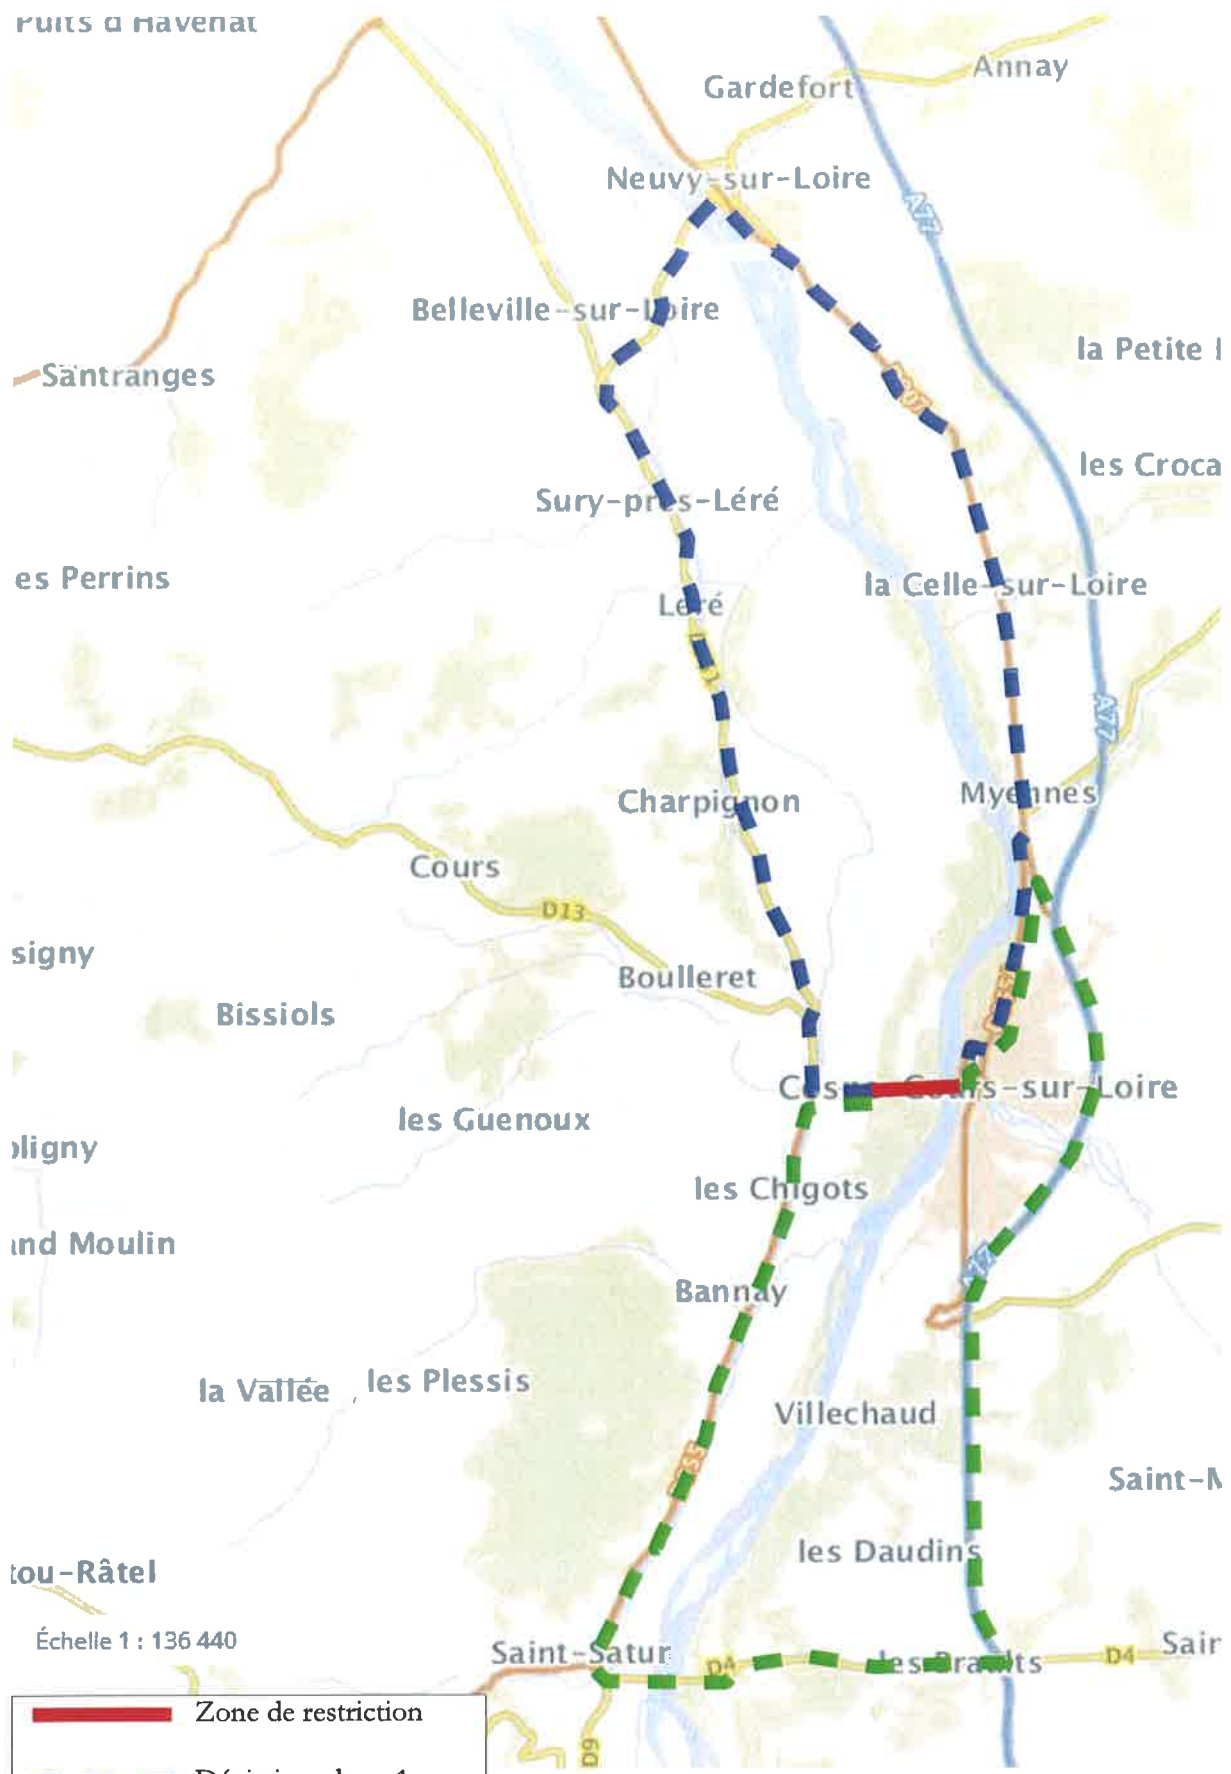 Puits d'Havenat
Annay
Gardefort
Neuvy-sur-Loire
A77
Belleville-sur-Loire
la Petite
Santranges
les Croca
Sury-près-Léré
es Perrins
la Celle-sur-Loire
Léré
A77
Myennes
Charpignon
Cours
D13
signy
Boulleret
Bissiols
Cosne-Cours-sur-Loire
les Guenoux
oligny
les Chigots
and Moulin
A77
Bannay
la Vallée
les Plessis
Villechaud
Saint-M
les Daudins
tou-Râtel
Échelle 1 : 136 440
Saint-Satur
D4
les Braults
D4
Sair
Zone de restriction
D9